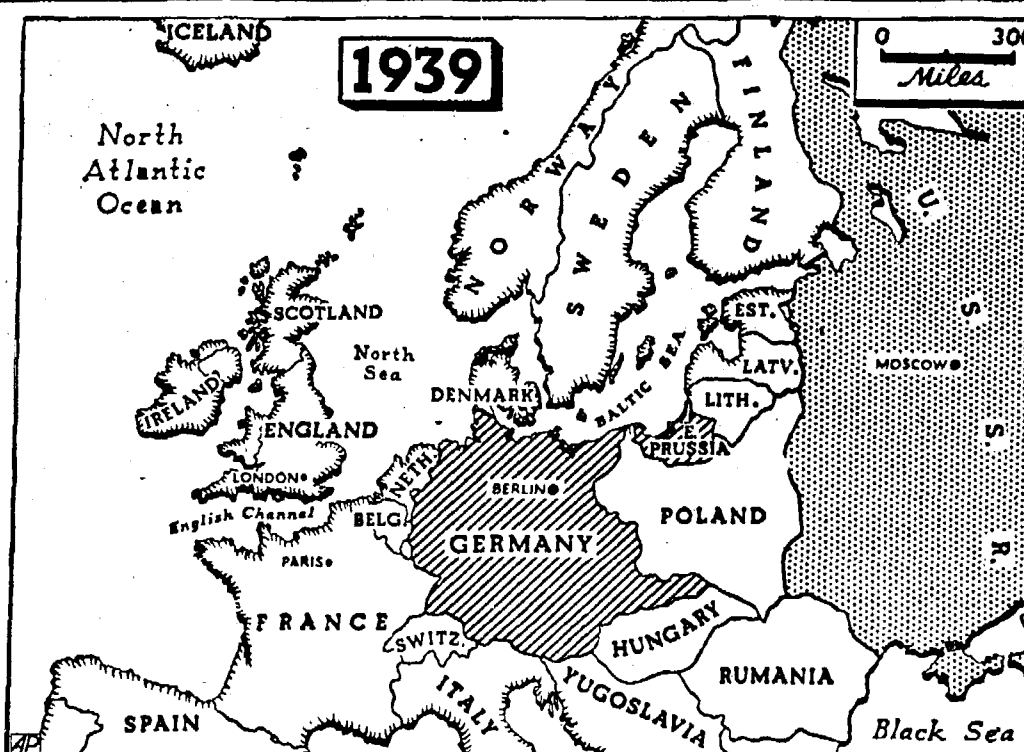 ICELAND
1939
0 300
Miles
North
Atlantic
Ocean
NORWAY
SWEDEN
FINLAND
U.S.S.R.
SCOTLAND
North
Sea
DENMARK
BALTIC SEA
EST.
LATV.
LITH.
MOSCOW
IRELAND
ENGLAND
LONDON
English Channel
NETH.
BELG.
BERLIN
E.
PRUSSIA
POLAND
GERMANY
PARIS
FRANCE
SWITZ.
HUNGARY
RUMANIA
ITALY
YUGOSLAVIA
SPAIN
Black Sea
AP